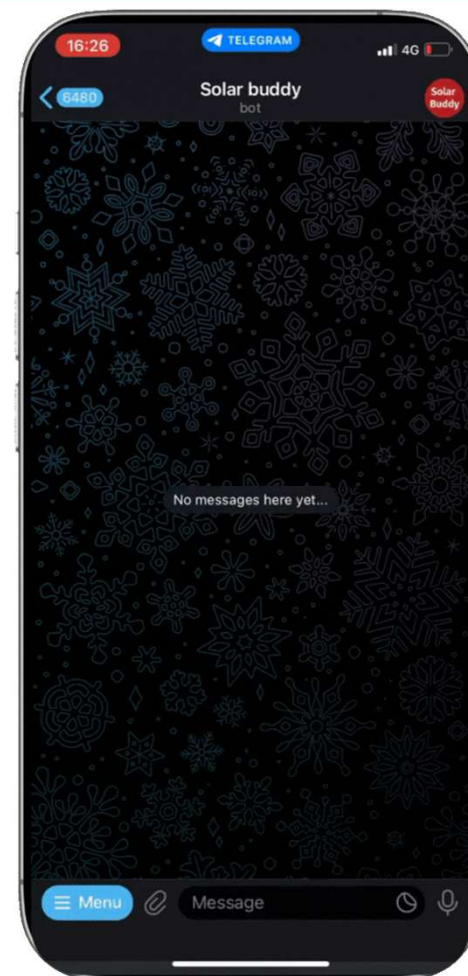 16:26
TELEGRAM
4G
6480
Solar buddy
bot
Solar
Buddy
No messages here yet...
Menu
Message